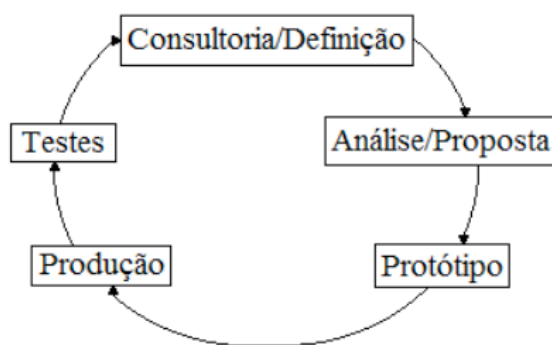 Consultoria/Definição
Testes
Análise/Proposta
Produção
Protótipo